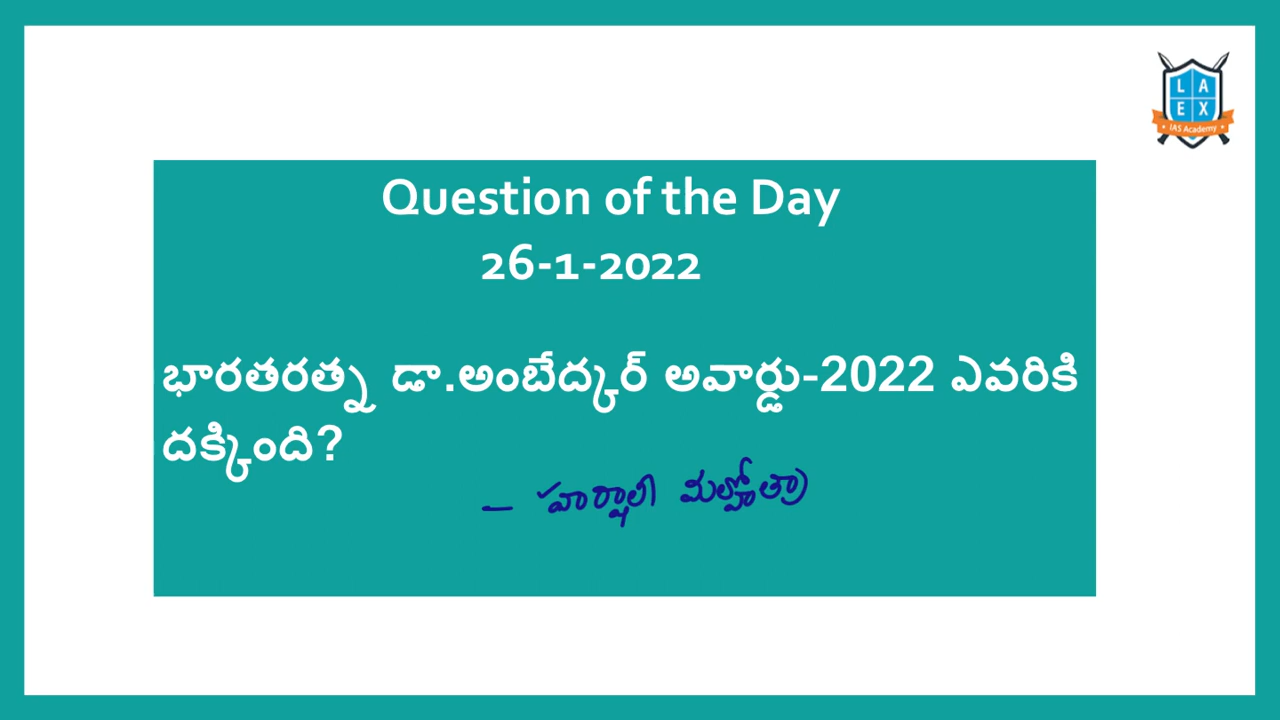 L A
E X
IAS Academy
Question of the Day
26-1-2022
భారతరత్న డా.అంబేద్కర్ అవార్డు-2022 ఎవరికి
దక్కింది?
- హర్షాలి మల్హోత్రా